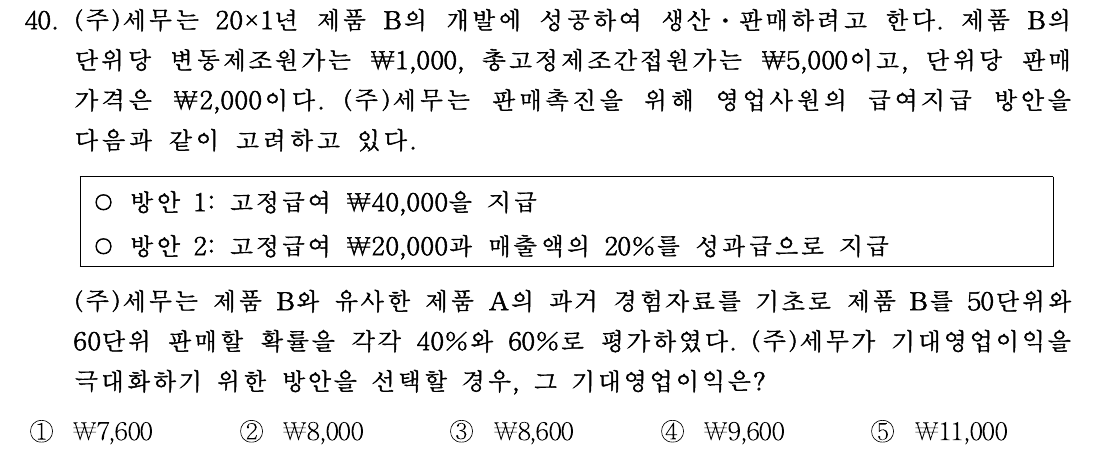 40. (주)세무는 20×1년 제품 B의 개발에 성공하여 생산·판매하려고 한다. 제품 B의
단위당 변동제조원가는 ₩1,000, 총고정제조간접원가는 ₩5,000이고, 단위당 판매
가격은 ₩2,000이다. (주)세무는 판매촉진을 위해 영업사원의 급여지급 방안을
다음과 같이 고려하고 있다.
○ 방안 1: 고정급여 ₩40,000을 지급
○ 방안 2: 고정급여 ₩20,000과 매출액의 20%를 성과급으로 지급
(주)세무는 제품 B와 유사한 제품 A의 과거 경험자료를 기초로 제품 B를 50단위와
60단위 판매할 확률을 각각 40%와 60%로 평가하였다. (주)세무가 기대영업이익을
극대화하기 위한 방안을 선택할 경우, 그 기대영업이익은?
① ₩7,600 ② ₩8,000 ③ ₩8,600 ④ ₩9,600 ⑤ ₩11,000